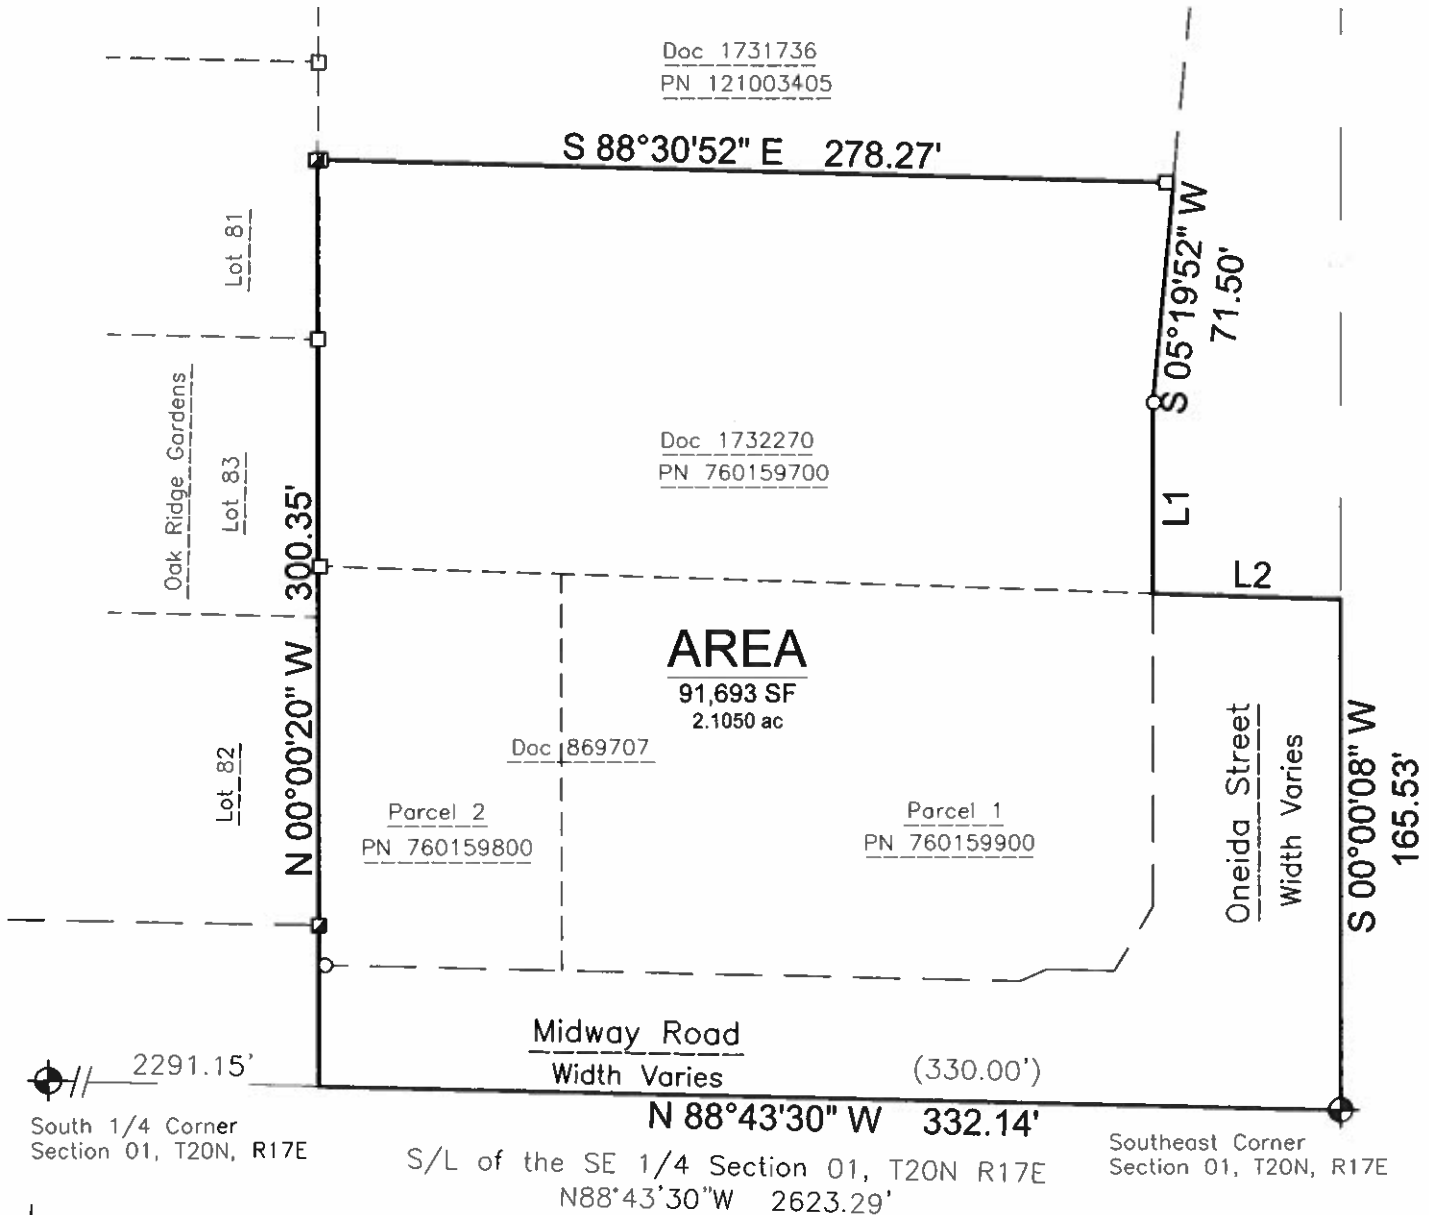 Doc 1731736
PN 121003405
S 88°30'52" E 278.27'
Lot 81
S 05°19'52" W
71.50'
Oak Ridge Gardens
Lot 83
Doc 1732270
PN 760159700
L1
L2
N 00°00'20" W 300.35'
AREA
91,693 SF
2.1050 ac
Doc 869707
Lot 82
Parcel 2
PN 760159800
Parcel 1
PN 760159900
Oneida Street
Width Varies
S 00°00'08" W
165.53'
Midway Road
Width Varies
2291.15'
(330.00')
N 88°43'30" W 332.14'
South 1/4 Corner
Section 01, T20N, R17E
S/L of the SE 1/4 Section 01, T20N R17E
N88°43'30"W 2623.29'
Southeast Corner
Section 01, T20N, R17E